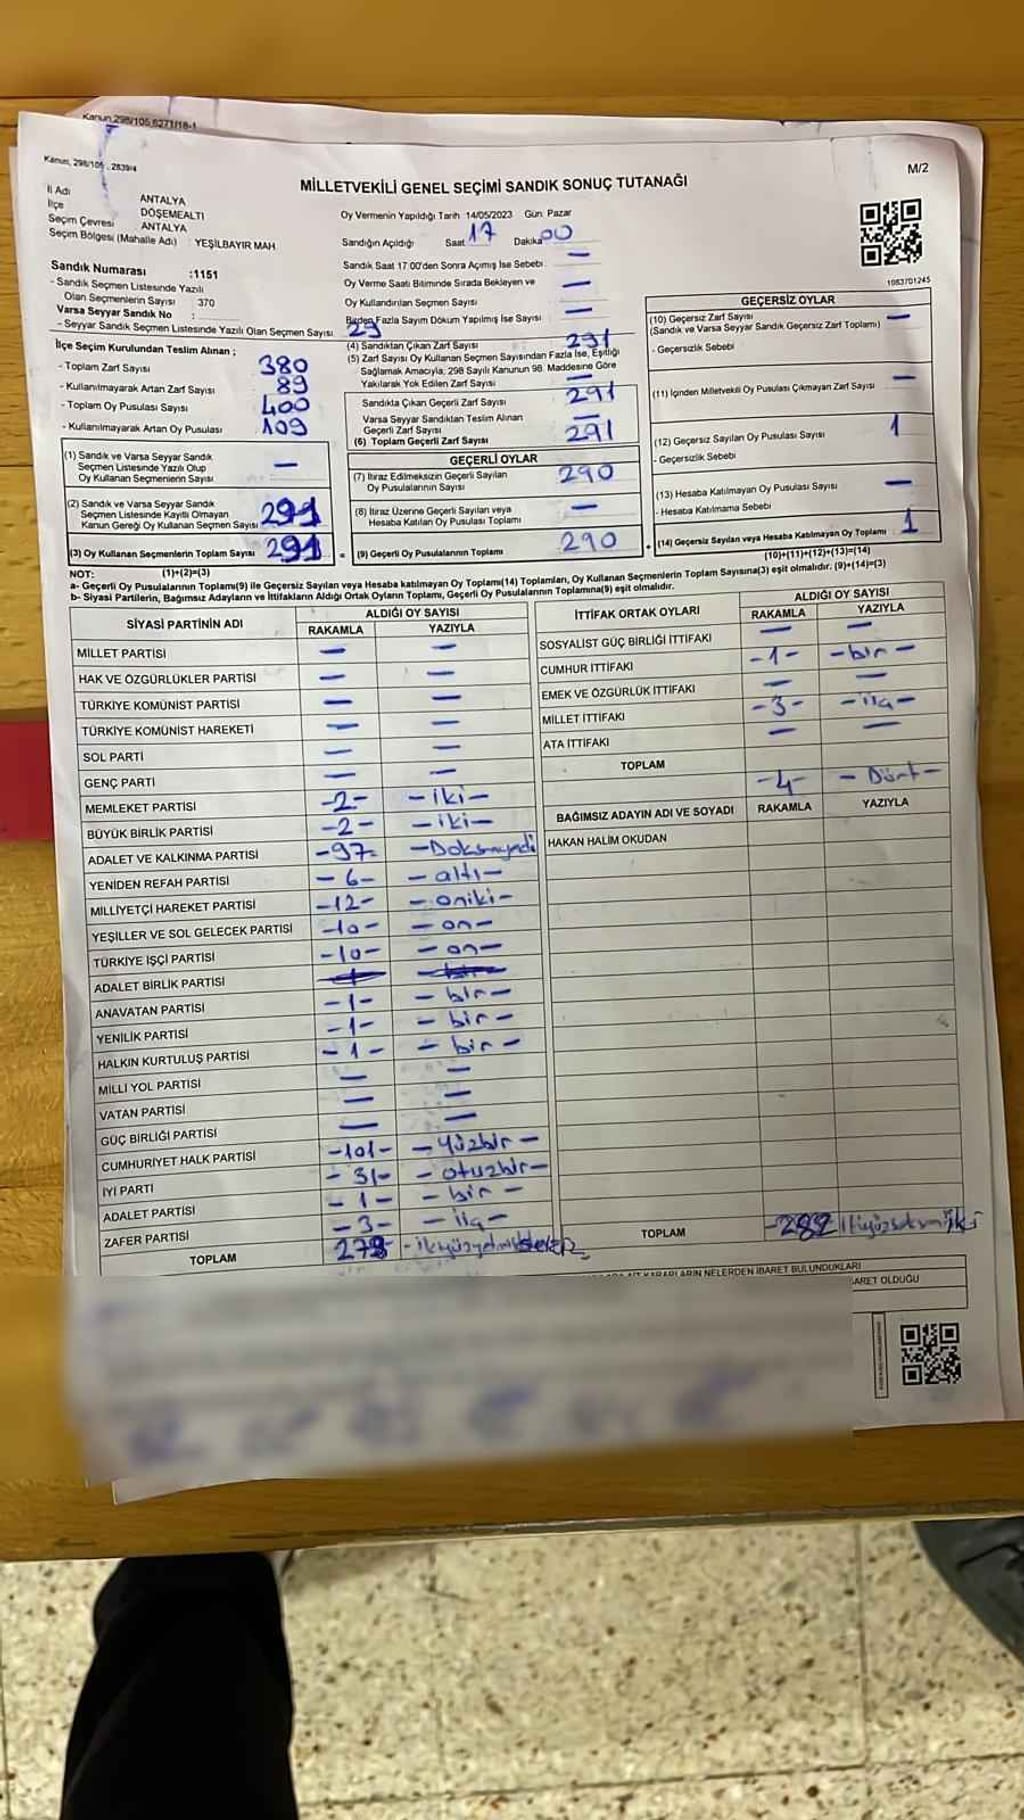 Kanun,298/105,6271/18-1
Kanun, 298/105 , 2839/4
M/2
MİLLETVEKİLİ GENEL SEÇİMİ SANDIK SONUÇ TUTANAĞI
İl Adı ANTALYA
İlçe DÖŞEMEALTI
Seçim Çevresi ANTALYA
Seçim Bölgesi (Mahalle Adı) YEŞİLBAYIR MAH.
Sandık Numarası :1151
- Sandık Seçmen Listesinde Yazılı
Olan Seçmenlerin Sayısı : 370
Varsa Seyyar Sandık No :
- Seyyar Sandık Seçmen Listesinde Yazılı Olan Seçmen Sayısı:
Oy Vermenin Yapıldığı Tarih 14/05/2023 Gün: Pazar
Sandığın Açıldığı Saat 17 Dakika 00
Sandık Saat 17:00'den Sonra Açılmış İse Sebebi: —
Oy Verme Saati Bitiminde Sırada Bekleyen ve
Oy Kullandırılan Seçmen Sayısı —
Birden Fazla Sayım Döküm Yapılmış İse Sayısı —
1083701245
İlçe Seçim Kurulundan Teslim Alınan ;
- Toplam Zarf Sayısı 380
- Kullanılmayarak Artan Zarf Sayısı 89
- Toplam Oy Pusulası Sayısı 400
- Kullanılmayarak Artan Oy Pusulası 109
(4) Sandıktan Çıkan Zarf Sayısı 291
(5) Zarf Sayısı Oy Kullanan Seçmen Sayısından Fazla İse, Eşitliği
Sağlamak Amacıyla; 298 Sayılı Kanunun 98. Maddesine Göre
Yakılarak Yok Edilen Zarf Sayısı —
Sandıkta Çıkan Geçerli Zarf Sayısı 291
Varsa Seyyar Sandıktan Teslim Alınan
Geçerli Zarf Sayısı —
(6) Toplam Geçerli Zarf Sayısı 291
GEÇERSİZ OYLAR
(10) Geçersiz Zarf Sayısı —
(Sandık ve Varsa Seyyar Sandık Geçersiz Zarf Toplamı)
- Geçersizlik Sebebi
(11) İçinden Milletvekili Oy Pusulası Çıkmayan Zarf Sayısı —
(12) Geçersiz Sayılan Oy Pusulası Sayısı 1
- Geçersizlik Sebebi
(13) Hesaba Katılmayan Oy Pusulası Sayısı —
- Hesaba Katılmama Sebebi
(14) Geçersiz Sayılan veya Hesaba Katılmayan Oy Toplamı 1
(10)+(11)+(12)+(13)=(14)
(1) Sandık ve Varsa Seyyar Sandık
Seçmen Listesinde Yazılı Olup
Oy Kullanan Seçmenlerin Sayısı —
(2) Sandık ve Varsa Seyyar Sandık
Seçmen Listesinde Kayıtlı Olmayan
Kanun Gereği Oy Kullanan Seçmen Sayısı 291
(3) Oy Kullanan Seçmenlerin Toplam Sayısı 291
(1)+(2)=(3)
GEÇERLİ OYLAR
(7) İtiraz Edilmeksizin Geçerli Sayılan
Oy Pusulalarının Sayısı 290
(8) İtiraz Üzerine Geçerli Sayılan veya
Hesaba Katılan Oy Pusulası Toplamı —
= (9) Geçerli Oy Pusulalarının Toplamı 290 +
NOT:
a- Geçerli Oy Pusulalarının Toplamı(9) ile Geçersiz Sayılan veya Hesaba katılmayan Oy Toplamı(14) Toplamları, Oy Kullanan Seçmenlerin Toplam Sayısına(3) eşit olmalıdır. (9)+(14)=(3)
b- Siyasi Partilerin, Bağımsız Adayların ve İttifakların Aldığı Ortak Oyların Toplamı, Geçerli Oy Pusulalarının Toplamına(9) eşit olmalıdır.
SİYASİ PARTİNİN ADI ALDIĞI OY SAYISI
RAKAMLA YAZIYLA
MİLLET PARTİSİ — —
HAK VE ÖZGÜRLÜKLER PARTİSİ — —
TÜRKİYE KOMÜNİST PARTİSİ — —
TÜRKİYE KOMÜNİST HAREKETİ — —
SOL PARTİ — —
GENÇ PARTİ — —
MEMLEKET PARTİSİ -2- -iki-
BÜYÜK BİRLİK PARTİSİ -2- -iki-
ADALET VE KALKINMA PARTİSİ -97- -Doksanyedi
YENİDEN REFAH PARTİSİ -6- -altı-
MİLLİYETÇİ HAREKET PARTİSİ -12- -oniki-
YEŞİLLER VE SOL GELECEK PARTİSİ -10- -on-
TÜRKİYE İŞÇİ PARTİSİ -10- -on-
ADALET BİRLİK PARTİSİ
ANAVATAN PARTİSİ -1- -bir-
YENİLİK PARTİSİ -1- -bir-
HALKIN KURTULUŞ PARTİSİ -1- -bir-
MİLLİ YOL PARTİSİ — —
VATAN PARTİSİ — —
GÜÇ BİRLİĞİ PARTİSİ — —
CUMHURİYET HALK PARTİSİ -101- -Yüzbir-
İYİ PARTİ -31- -otuzbir-
ADALET PARTİSİ -1- -bir-
ZAFER PARTİSİ -3- -üç-
TOPLAM 278
İTTİFAK ORTAK OYLARI ALDIĞI OY SAYISI
RAKAMLA YAZIYLA
SOSYALİST GÜÇ BİRLİĞİ İTTİFAKI — —
CUMHUR İTTİFAKI -1- -bir-
EMEK VE ÖZGÜRLÜK İTTİFAKI — —
MİLLET İTTİFAKI -3- -üç-
ATA İTTİFAKI — —
TOPLAM -4- -Dört-
BAĞIMSIZ ADAYIN ADI VE SOYADI RAKAMLA YAZIYLA
HAKAN HALİM OKUDAN
TOPLAM -282 ikiyüzsekseniki
NELERDEN İBARET BULUNDUKLARI
OLDUĞU